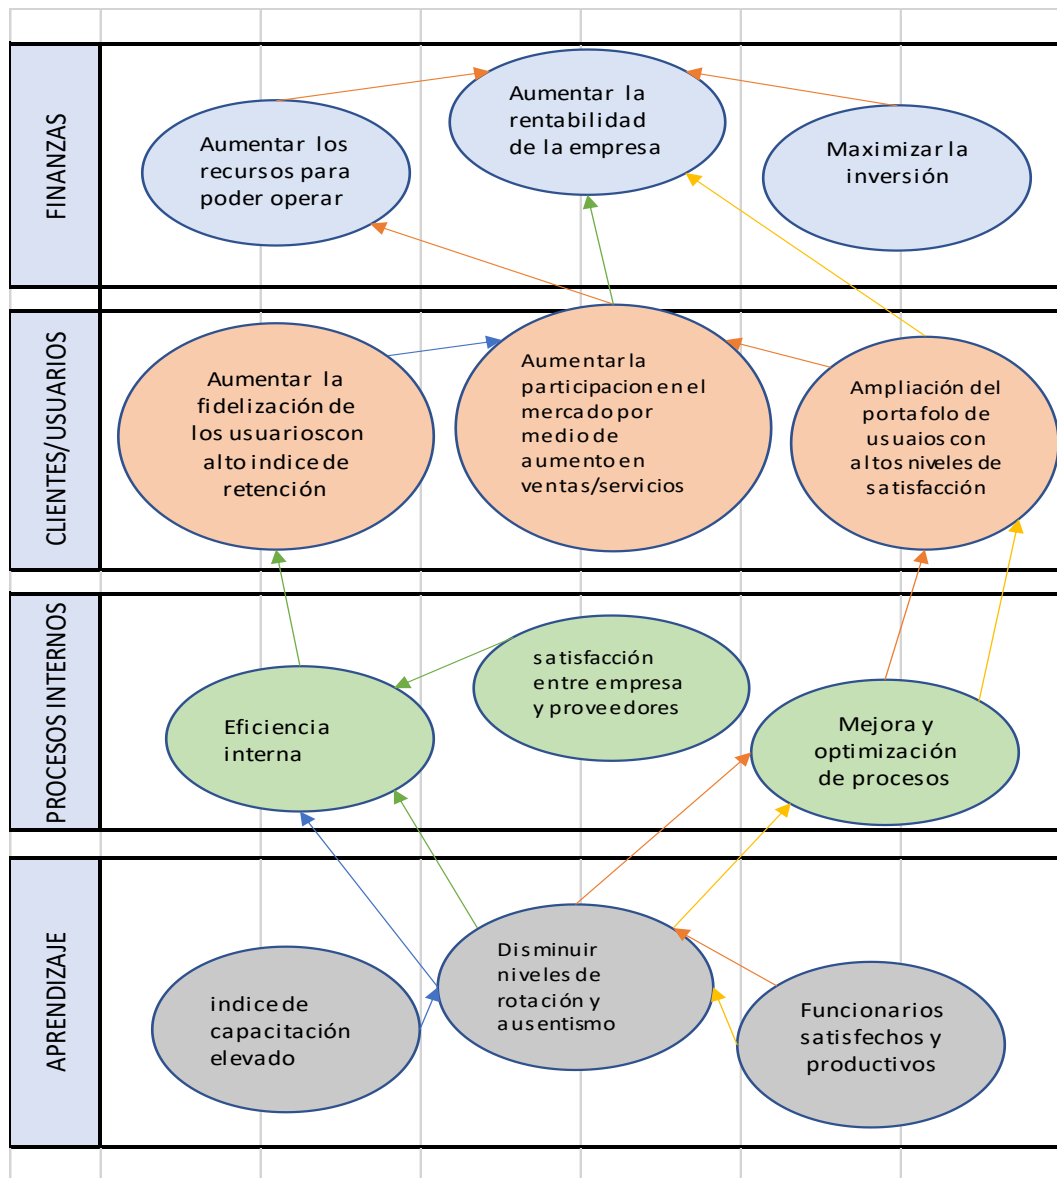 FINANZAS
Aumentar los
recursos para
poder operar
Aumentar la
rentabilidad
de la empresa
Maximizar la
inversión
CLIENTES/USUARIOS
Aumentar la
fidelización de
los usuarioscon
alto indice de
retención
Aumentar la
participacion en el
mercado por
medio de
aumento en
ventas/servicios
Ampliación del
portafolo de
usuaios con
altos niveles de
satisfacción
PROCESOS INTERNOS
Eficiencia
interna
satisfacción
entre empresa
y proveedores
Mejora y
optimización
de procesos
APRENDIZAJE
indice de
capacitación
elevado
Disminuir
niveles de
rotación y
ausentismo
Funcionarios
satisfechos y
productivos